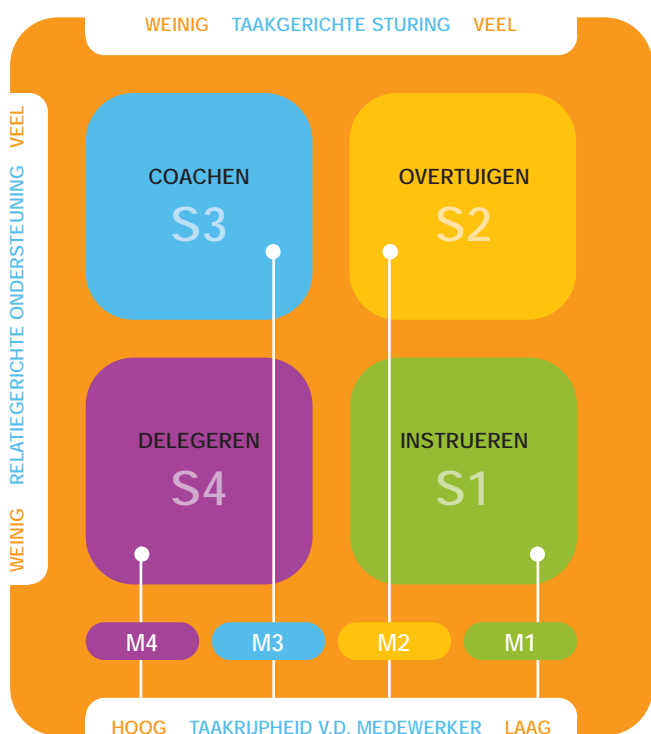 WEINIG TAAKGERICHTE STURING VEEL
WEINIG RELATIEGERICHTE ONDERSTEUNING VEEL
COACHEN
S3
OVERTUIGEN
S2
DELEGEREN
S4
INSTRUEREN
S1
M4 M3 M2 M1
HOOG TAAKRIJPHEID V.D. MEDEWERKER LAAG